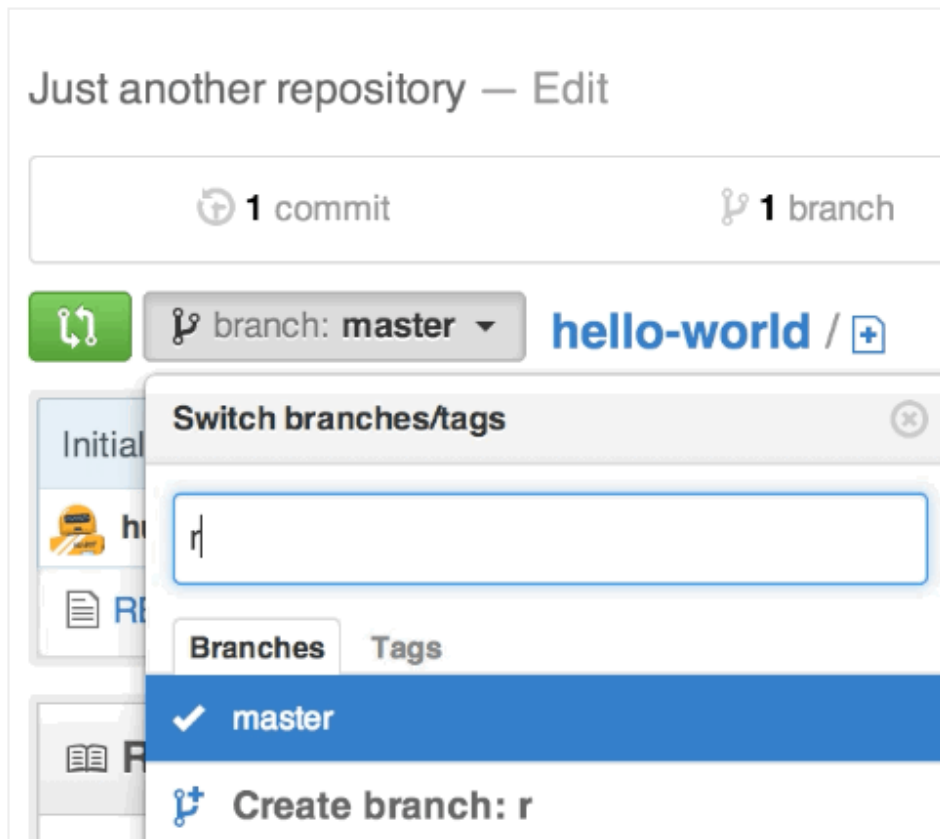 Just another repository — Edit
1 commit
1 branch
branch: master
hello-world /
Switch branches/tags
Initial
r
Branches
Tags
master
Create branch: r